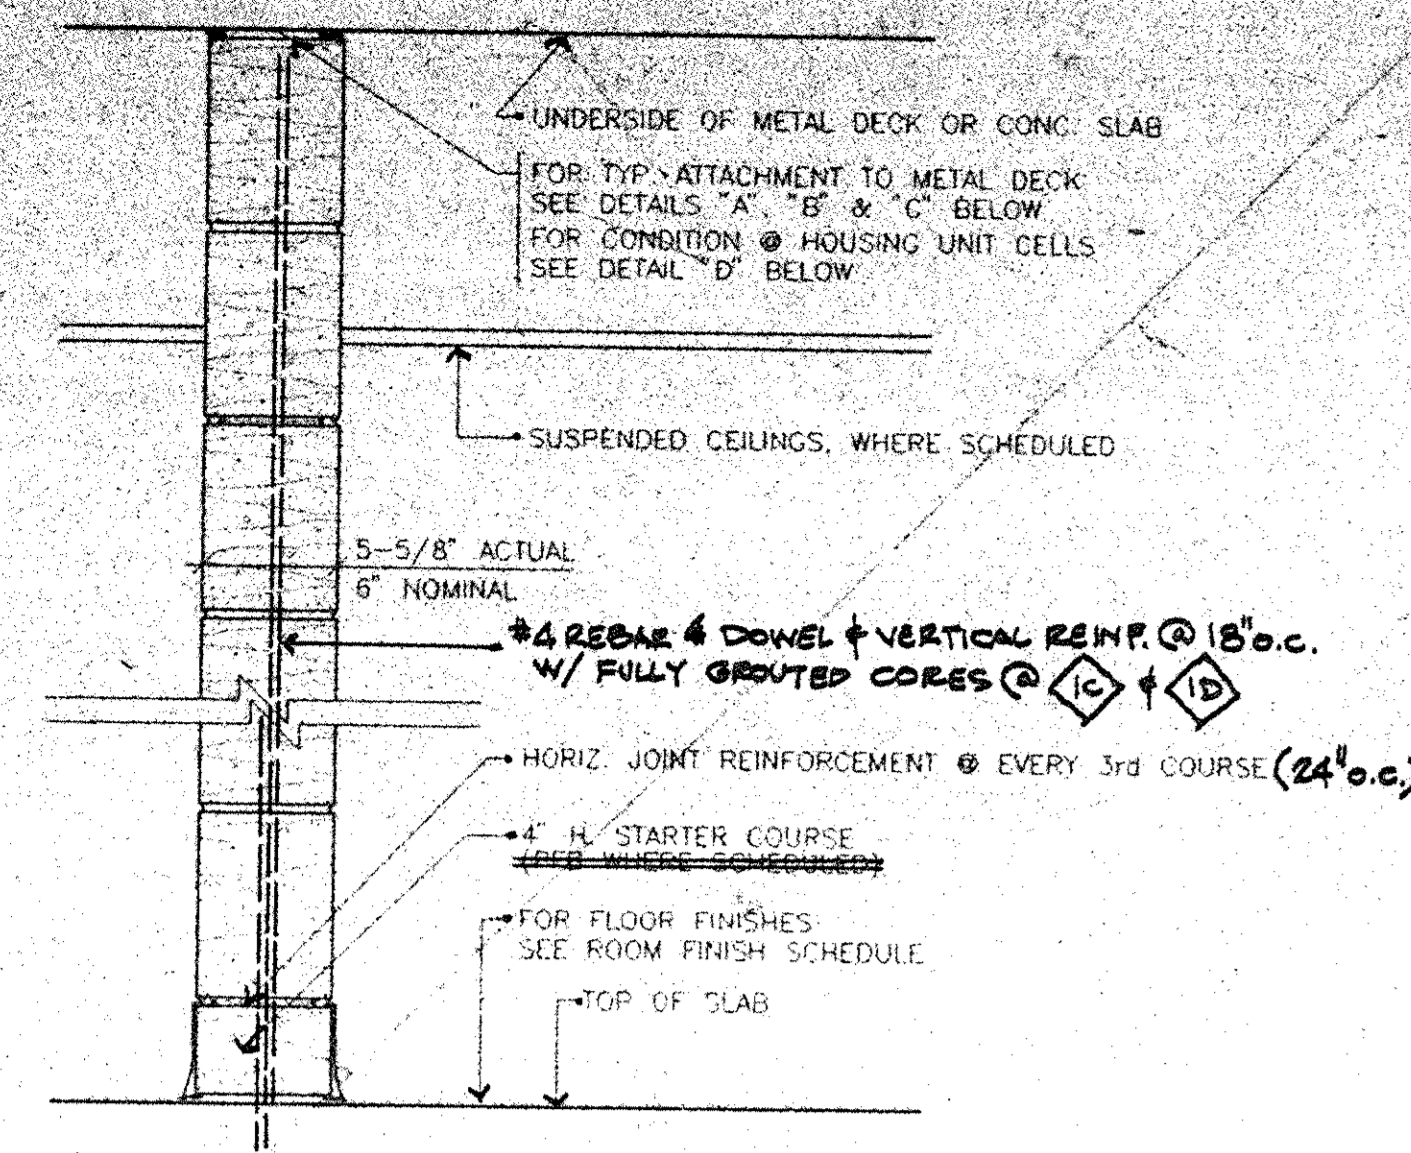 UNDERSIDE OF METAL DECK OR CONC. SLAB
FOR TYP. ATTACHMENT TO METAL DECK
SEE DETAILS "A", "B" & "C" BELOW
FOR CONDITION @ HOUSING UNIT CELLS
SEE DETAIL "D" BELOW
SUSPENDED CEILINGS, WHERE SCHEDULED
5-5/8" ACTUAL
6" NOMINAL
#4 REBAR & DOWEL & VERTICAL REINF. @ 18" o.c.
W/ FULLY GROUTED CORES @ 1C & 1D
HORIZ. JOINT REINFORCEMENT @ EVERY 3rd COURSE (24" o.c.)
4" H. STARTER COURSE
WHERE SCHEDULED)
FOR FLOOR FINISHES
SEE ROOM FINISH SCHEDULE
TOP OF SLAB